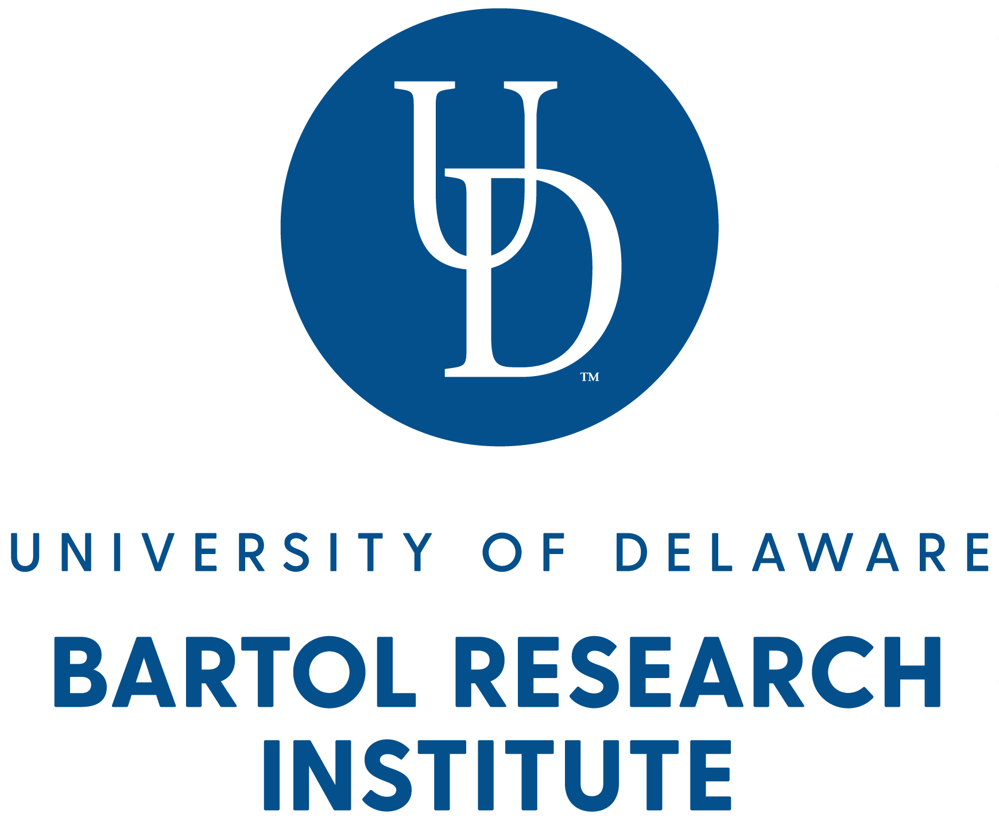 UD
™
UNIVERSITY OF DELAWARE
BARTOL RESEARCH
INSTITUTE